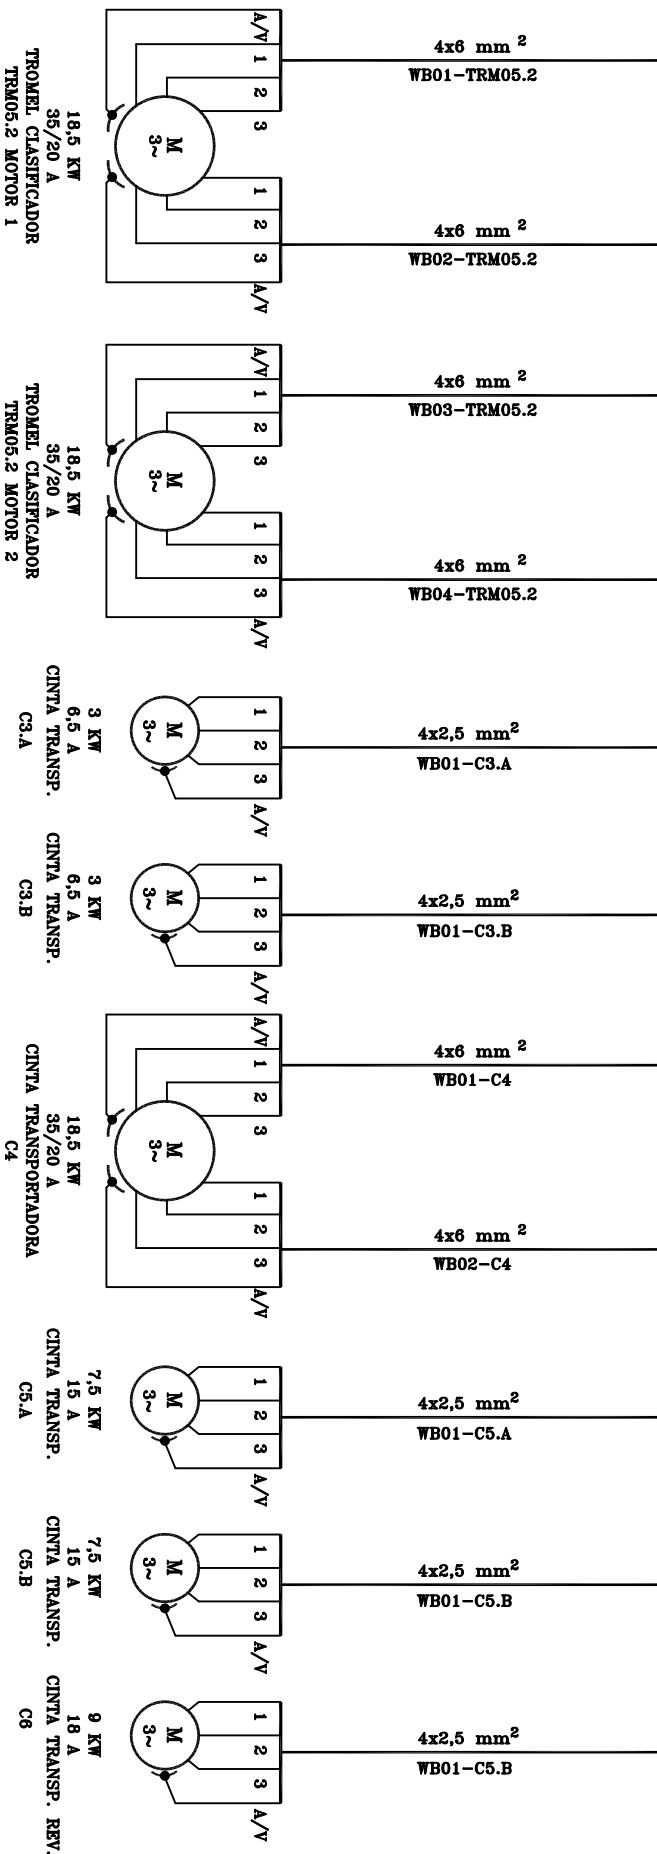 4x6 mm 2
WB01-TRM05.2
A/V
1
2
3
M
3~
1
2
3
A/V
18,5 KW
35/20 A
TROMEL CLASIFICADOR
TRM05.2 MOTOR 1
4x6 mm 2
WB02-TRM05.2
4x6 mm 2
WB03-TRM05.2
A/V
1
2
3
M
3~
1
2
3
A/V
18,5 KW
35/20 A
TROMEL CLASIFICADOR
TRM05.2 MOTOR 2
4x6 mm 2
WB04-TRM05.2
4x2,5 mm2
WB01-C3.A
1
2
3
A/V
M
3~
3 KW
6,5 A
CINTA TRANSP.
C3.A
4x2,5 mm2
WB01-C3.B
1
2
3
A/V
M
3~
3 KW
6,5 A
CINTA TRANSP.
C3.B
4x6 mm 2
WB01-C4
A/V
1
2
3
M
3~
1
2
3
A/V
18,5 KW
35/20 A
CINTA TRANSPORTADORA
C4
4x6 mm 2
WB02-C4
4x2,5 mm2
WB01-C5.A
1
2
3
A/V
M
3~
7,5 KW
15 A
CINTA TRANSP.
C5.A
4x2,5 mm2
WB01-C5.B
1
2
3
A/V
M
3~
7,5 KW
15 A
CINTA TRANSP.
C5.B
4x2,5 mm2
WB01-C5.B
1
2
3
A/V
M
3~
9 KW
18 A
CINTA TRANSP. REV.
C6